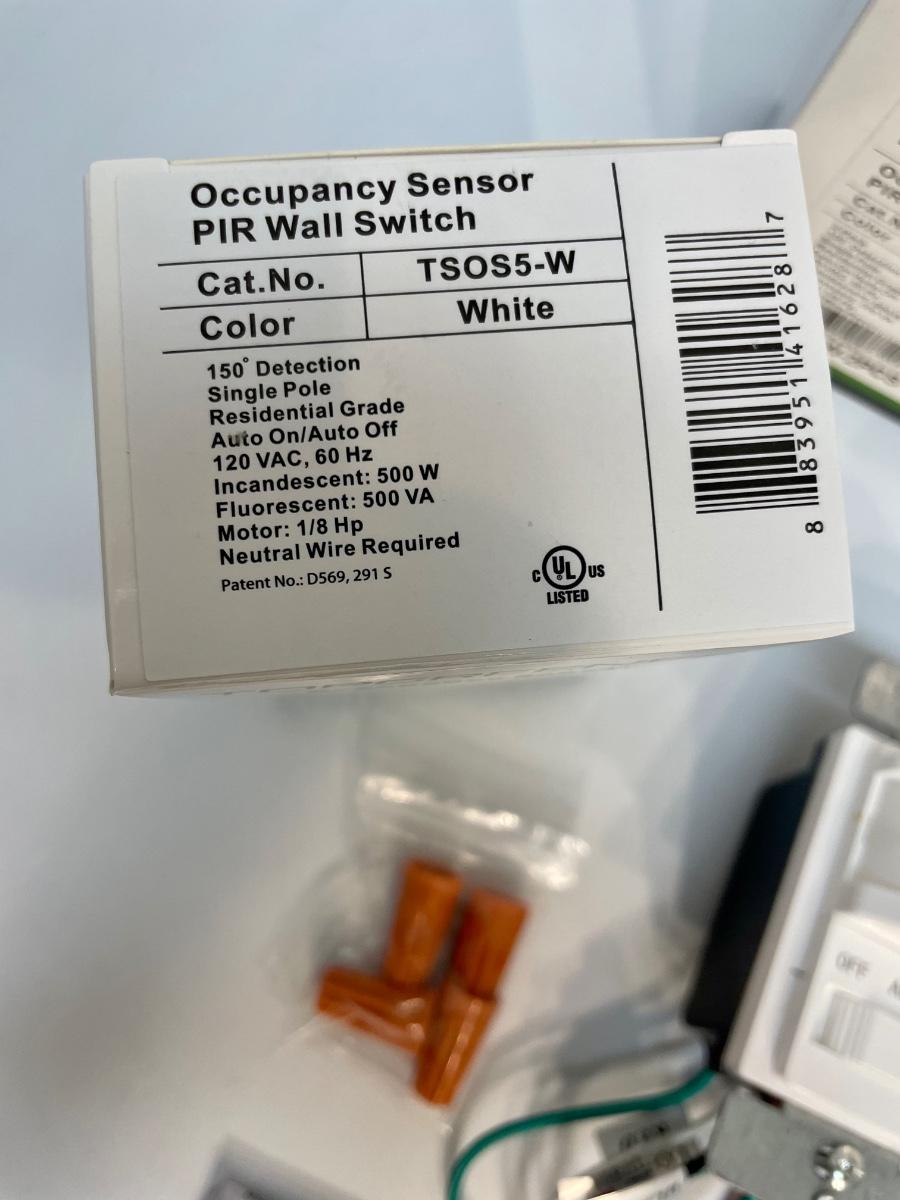 Occupancy Sensor
PIR Wall Switch
Cat.No. TSOS5-W
Color White
150° Detection
Single Pole
Residential Grade
Auto On/Auto Off
120 VAC, 60 Hz
Incandescent: 500 W
Fluorescent: 500 VA
Motor: 1/8 Hp
Neutral Wire Required
Patent No.: D569, 291 S
C UL US
LISTED
8 83951 41628 7
OFF